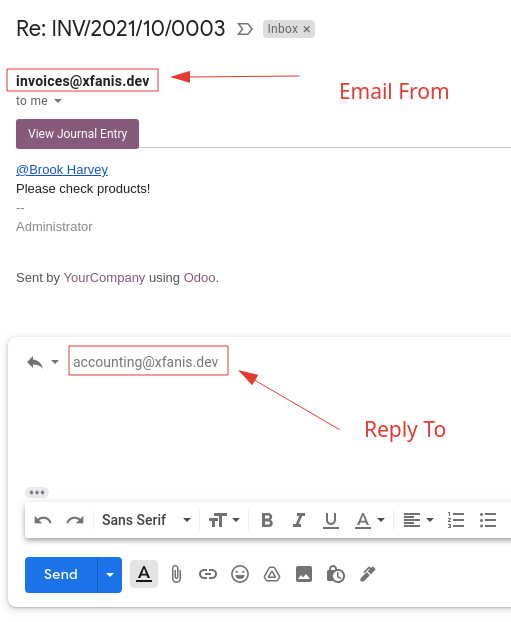 Re: INV/2021/10/0003 Inbox ×
invoices@xfanis.dev
Email From
to me
View Journal Entry
@Brook Harvey
Please check products!
--
Administrator
Sent by YourCompany using Odoo.
accounting@xfanis.dev
Reply To
Sans Serif
Send